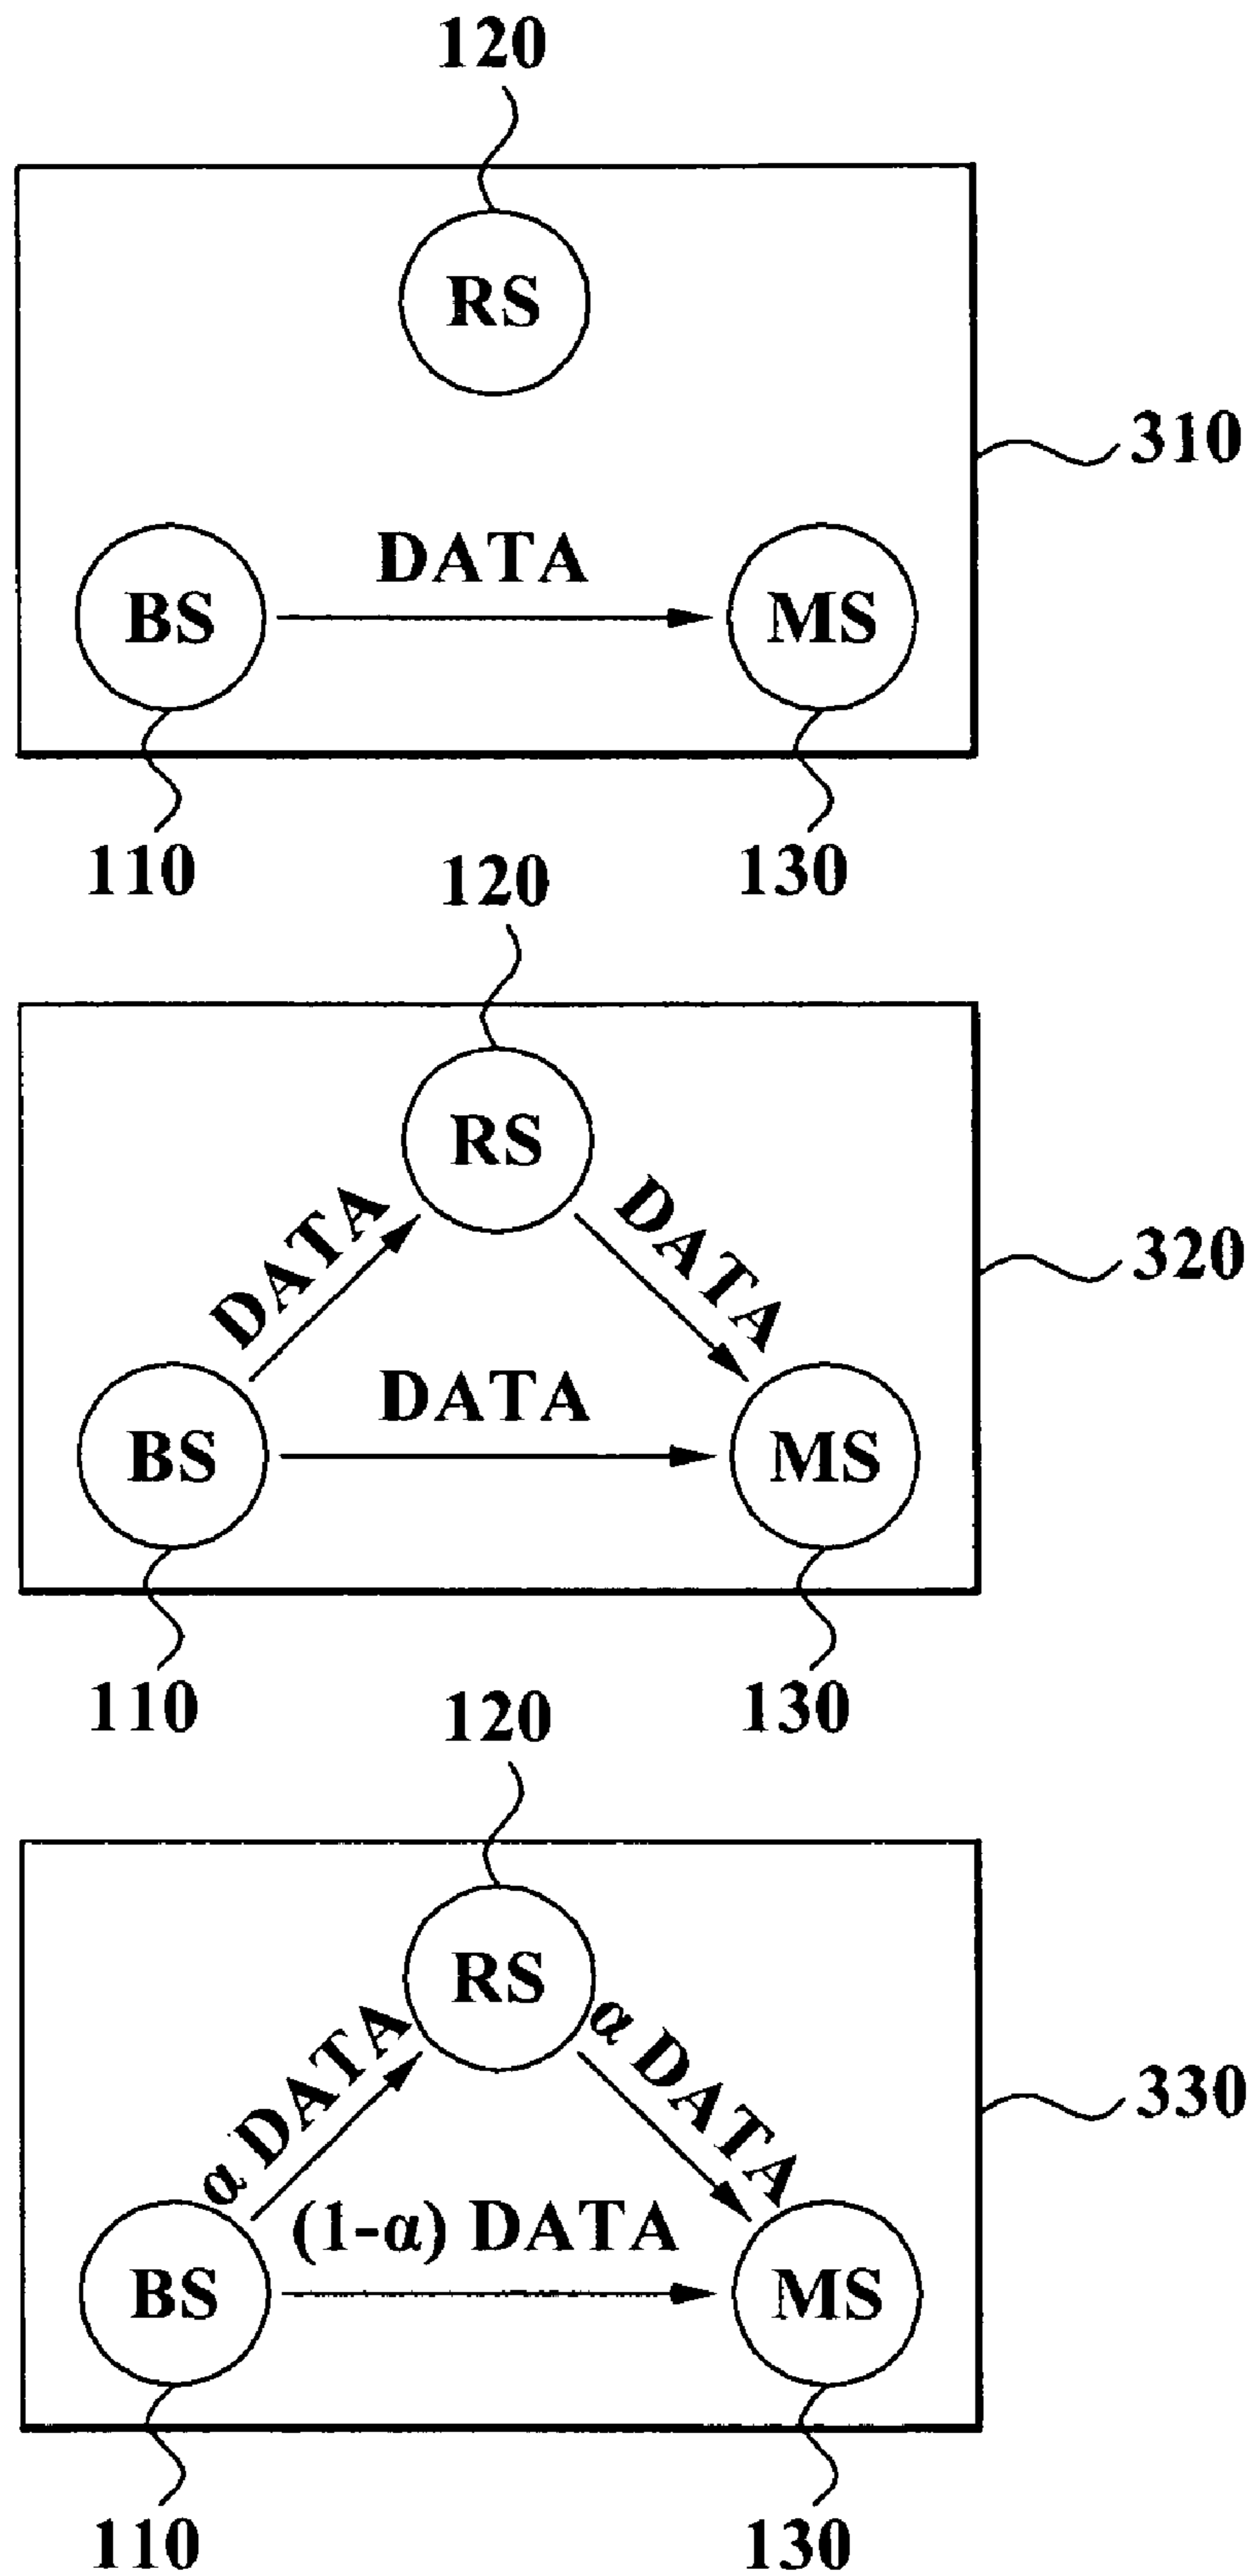 120
RS
310
DATA
BS
MS
110
130
120
RS
320
DATA
DATA
DATA
BS
MS
110
130
120
RS
330
α DATA
α DATA
(1-α) DATA
BS
MS
110
130